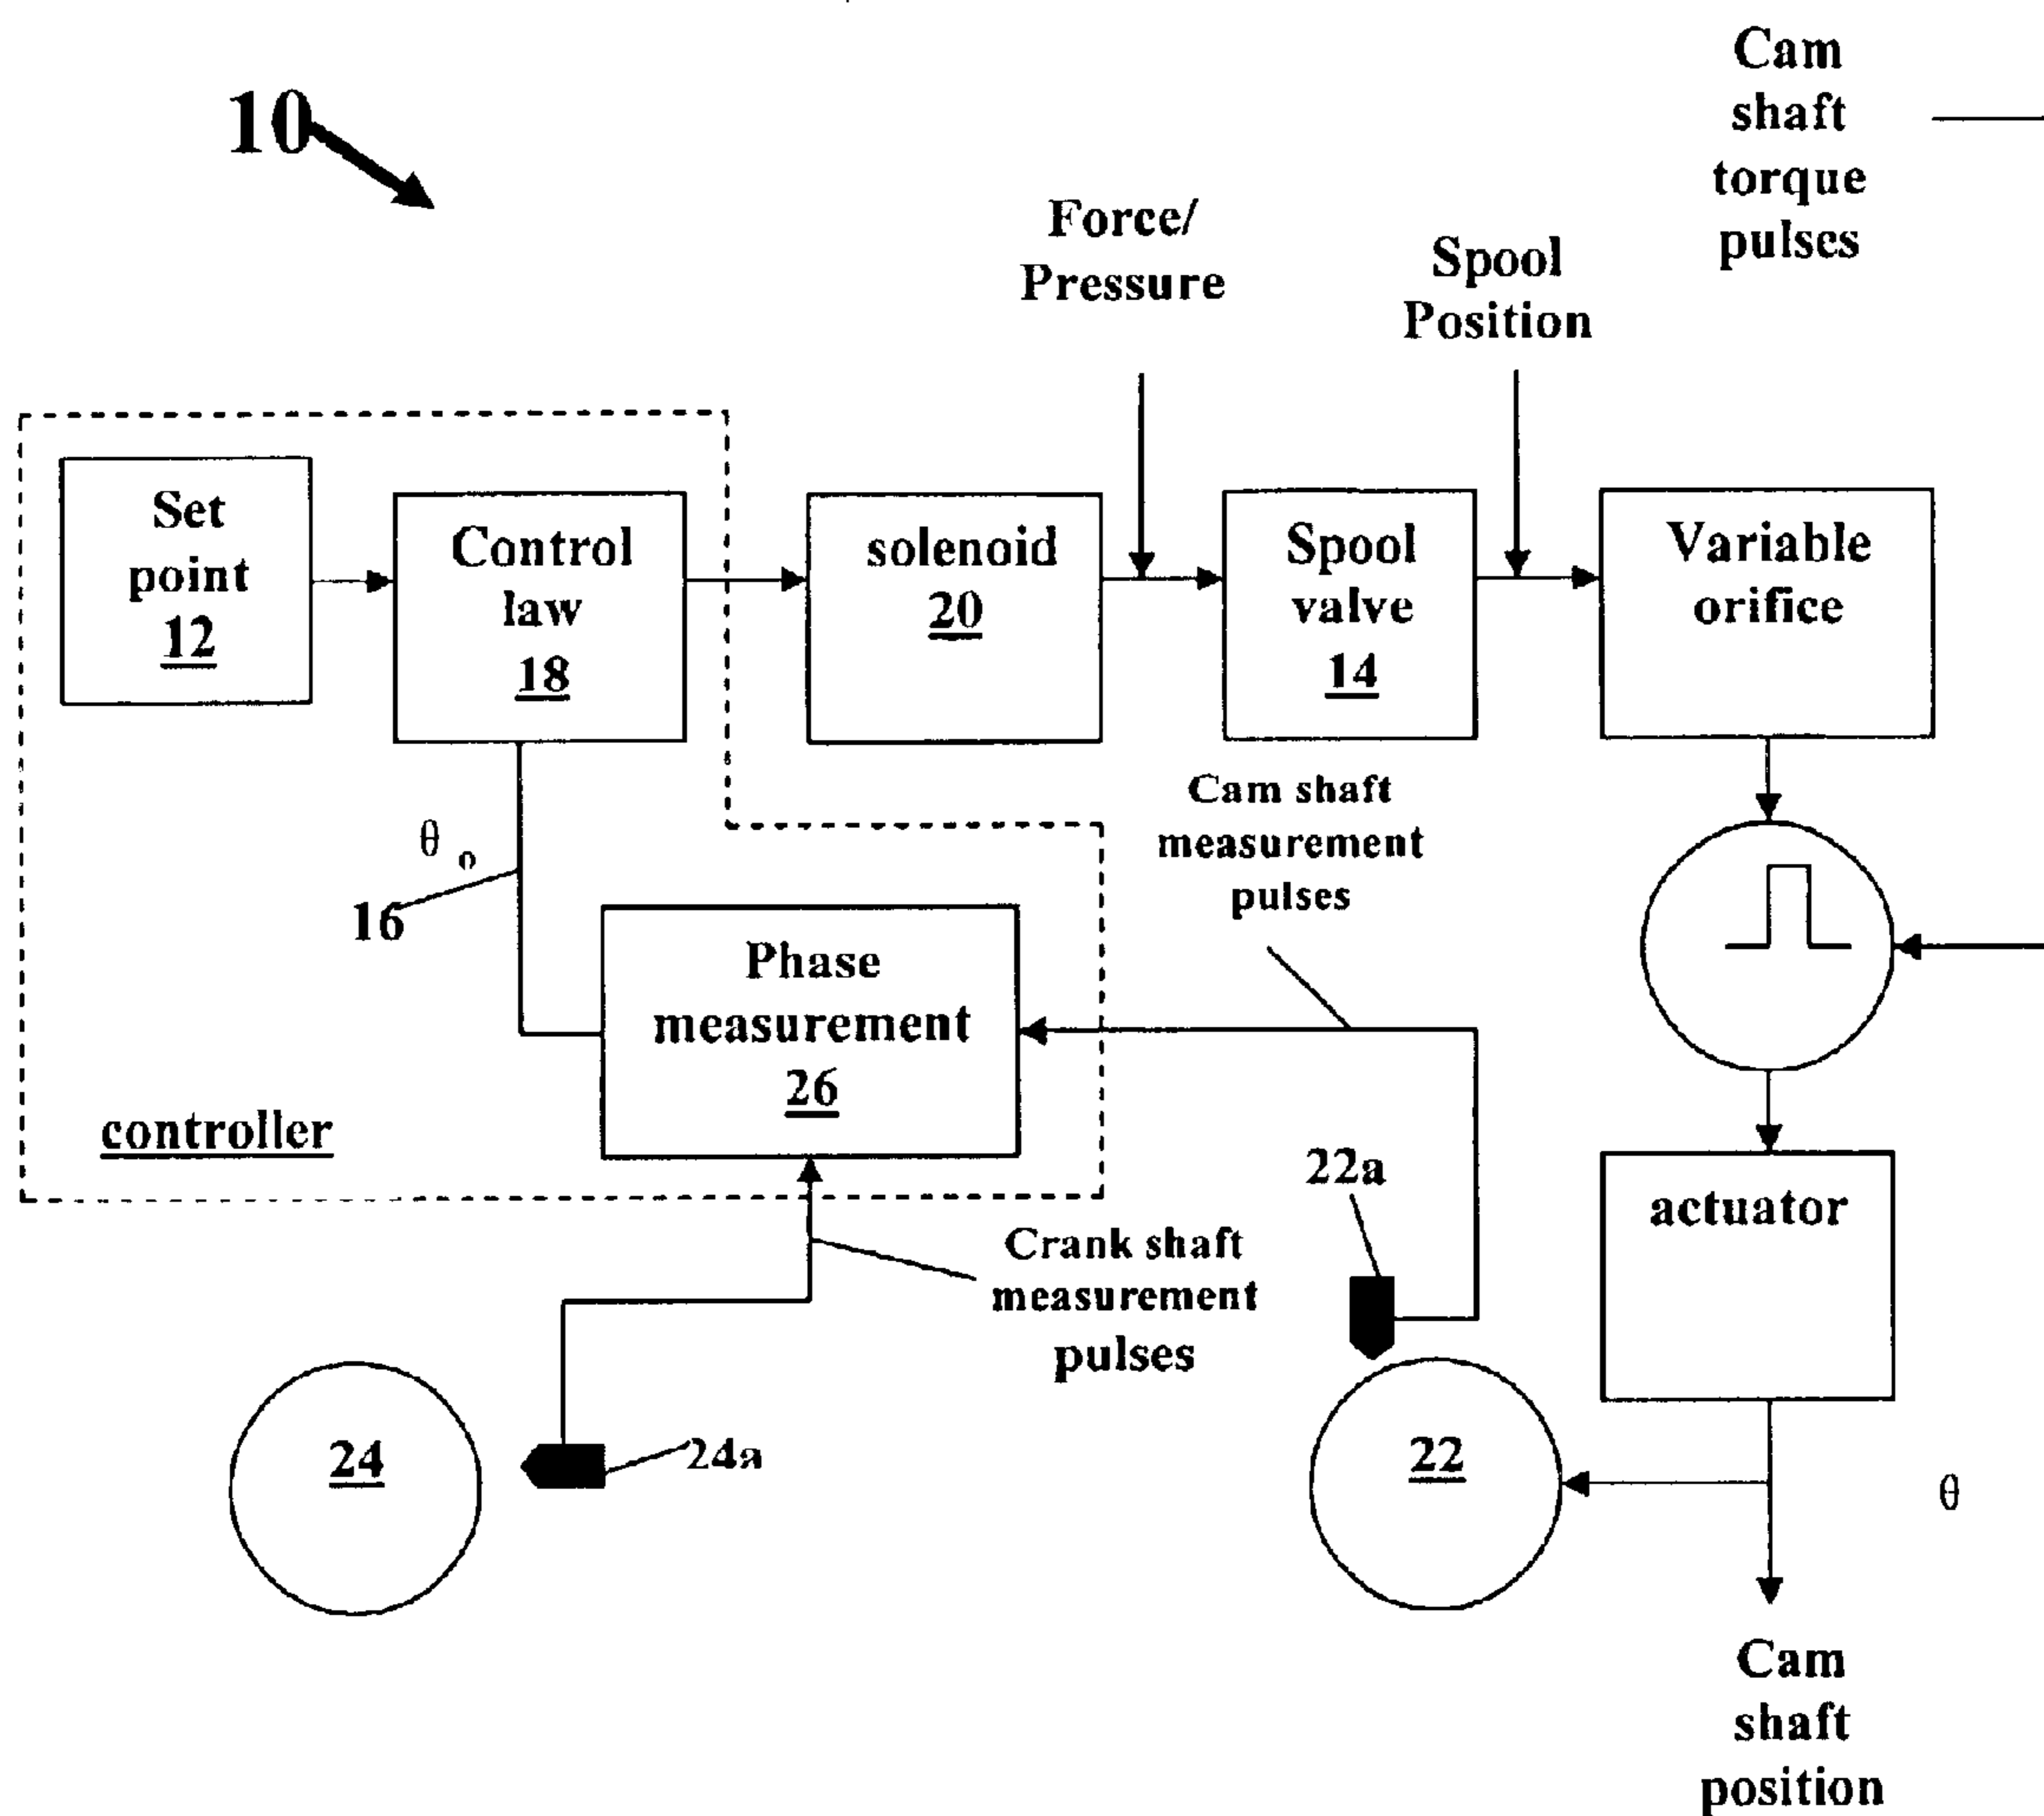 10
Cam
shaft
torque
pulses
Force/
Pressure
Spool
Position
Set
point
12
Control
law
18
solenoid
20
Spool
valve
14
Variable
orifice
Cam shaft
measurement
pulses
θ o
16
Phase
measurement
26
controller
22a
actuator
Crank shaft
measurement
pulses
24
24a
22
θ
Cam
shaft
position